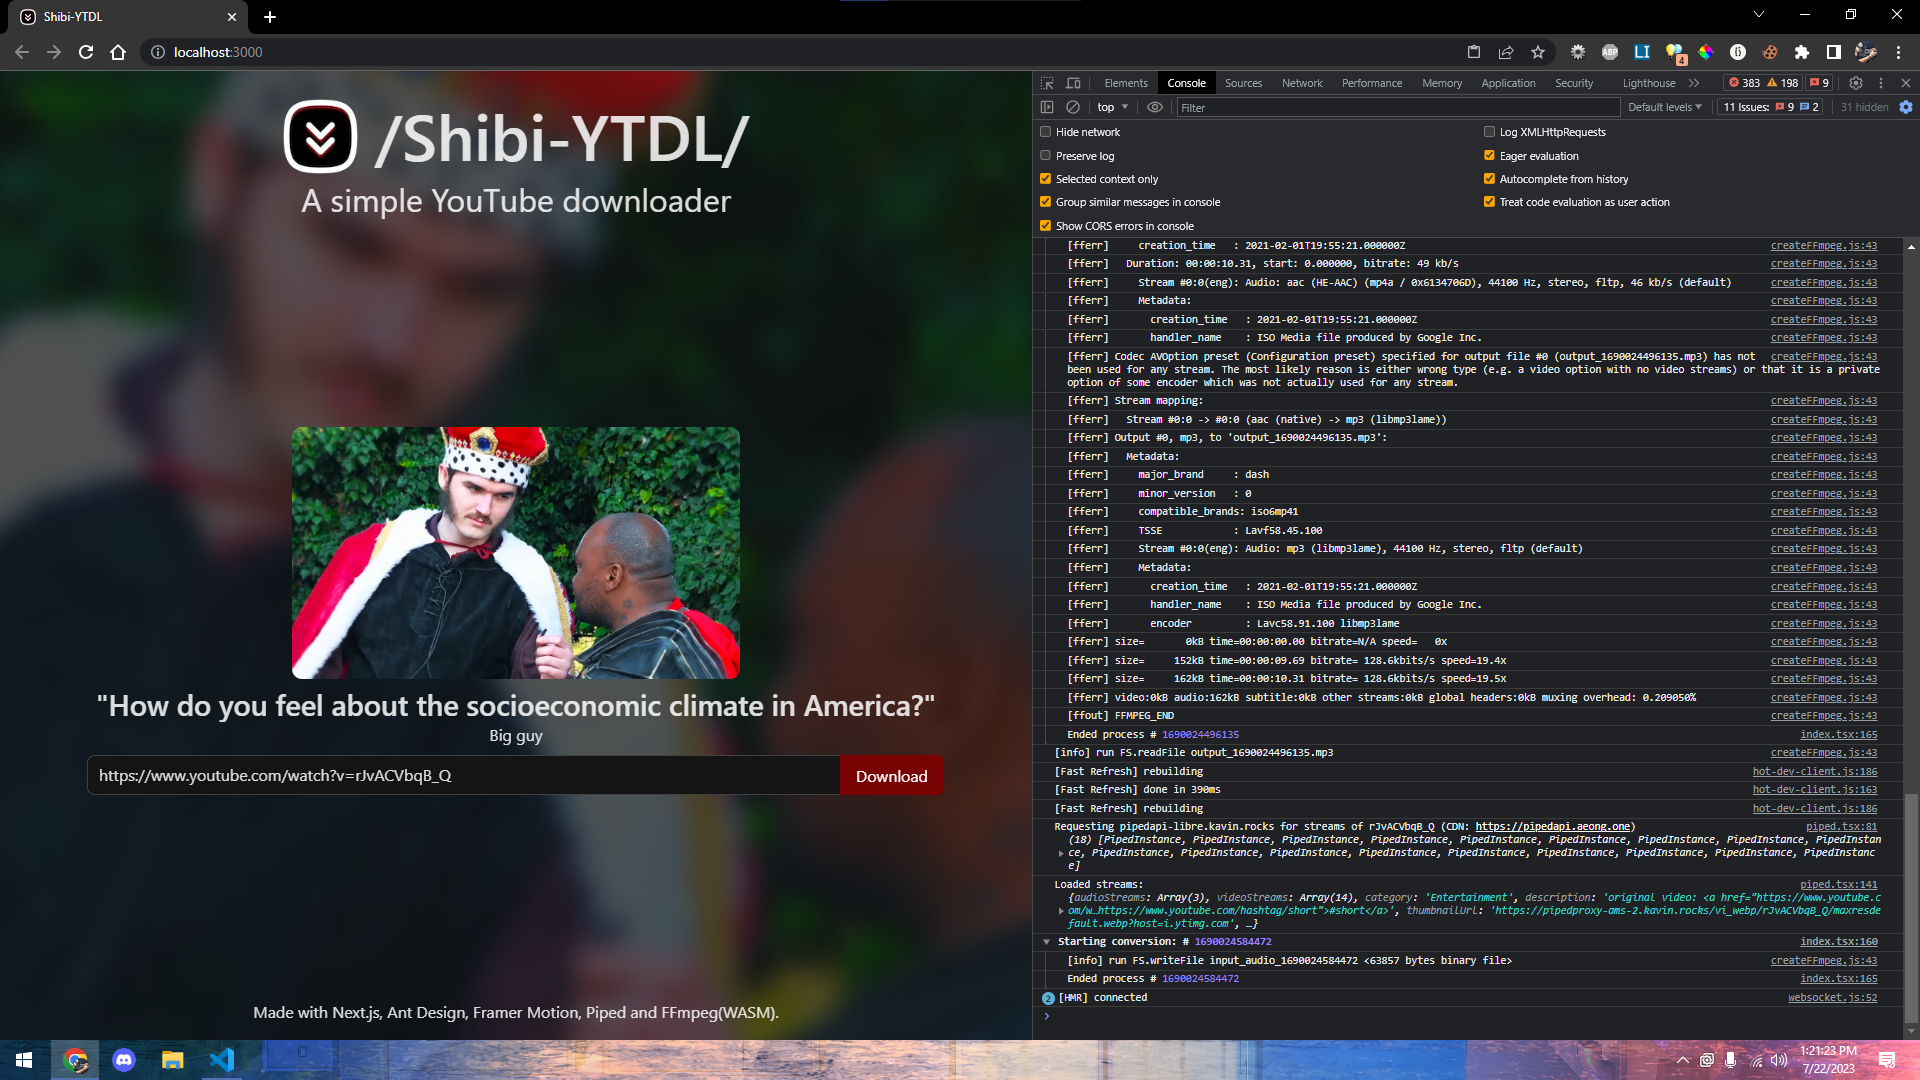 Shibi-YTDL
localhost:3000
ABP
LI
4
/Shibi-YTDL/
A simple YouTube downloader
"How do you feel about the socioeconomic climate in America?"
Big guy
https://www.youtube.com/watch?v=rJvACVbqB_Q
Download
Made with Next.js, Ant Design, Framer Motion, Piped and FFmpeg(WASM).
Elements Console Sources Network Performance Memory Application Security Lighthouse 383 198 9
top Filter Default levels 11 Issues: 9 2 31 hidden
Hide network Log XMLHttpRequests
Preserve log Eager evaluation
Selected context only Autocomplete from history
Group similar messages in console Treat code evaluation as user action
Show CORS errors in console
[fferr] creation_time : 2021-02-01T19:55:21.000000Z createFFmpeg.js:43
[fferr] Duration: 00:00:10.31, start: 0.000000, bitrate: 49 kb/s createFFmpeg.js:43
[fferr] Stream #0:0(eng): Audio: aac (HE-AAC) (mp4a / 0x6134706D), 44100 Hz, stereo, fltp, 46 kb/s (default) createFFmpeg.js:43
[fferr] Metadata: createFFmpeg.js:43
[fferr] creation_time : 2021-02-01T19:55:21.000000Z createFFmpeg.js:43
[fferr] handler_name : ISO Media file produced by Google Inc. createFFmpeg.js:43
[fferr] Codec AVOption preset (Configuration preset) specified for output file #0 (output_1690024496135.mp3) has not createFFmpeg.js:43
been used for any stream. The most likely reason is either wrong type (e.g. a video option with no video streams) or that it is a private
option of some encoder which was not actually used for any stream.
[fferr] Stream mapping: createFFmpeg.js:43
[fferr] Stream #0:0 -> #0:0 (aac (native) -> mp3 (libmp3lame)) createFFmpeg.js:43
[fferr] Output #0, mp3, to 'output_1690024496135.mp3': createFFmpeg.js:43
[fferr] Metadata: createFFmpeg.js:43
[fferr] major_brand : dash createFFmpeg.js:43
[fferr] minor_version : 0 createFFmpeg.js:43
[fferr] compatible_brands: iso6mp41 createFFmpeg.js:43
[fferr] TSSE : Lavf58.45.100 createFFmpeg.js:43
[fferr] Stream #0:0(eng): Audio: mp3 (libmp3lame), 44100 Hz, stereo, fltp (default) createFFmpeg.js:43
[fferr] Metadata: createFFmpeg.js:43
[fferr] creation_time : 2021-02-01T19:55:21.000000Z createFFmpeg.js:43
[fferr] handler_name : ISO Media file produced by Google Inc. createFFmpeg.js:43
[fferr] encoder : Lavc58.91.100 libmp3lame createFFmpeg.js:43
[fferr] size= 0kB time=00:00:00.00 bitrate=N/A speed= 0x createFFmpeg.js:43
[fferr] size= 152kB time=00:00:09.69 bitrate= 128.6kbits/s speed=19.4x createFFmpeg.js:43
[fferr] size= 162kB time=00:00:10.31 bitrate= 128.6kbits/s speed=19.5x createFFmpeg.js:43
[fferr] video:0kB audio:162kB subtitle:0kB other streams:0kB global headers:0kB muxing overhead: 0.209050% createFFmpeg.js:43
[ffout] FFMPEG_END createFFmpeg.js:43
Ended process # 1690024496135 index.tsx:165
[info] run FS.readFile output_1690024496135.mp3 createFFmpeg.js:43
[Fast Refresh] rebuilding hot-dev-client.js:186
[Fast Refresh] done in 390ms hot-dev-client.js:163
[Fast Refresh] rebuilding hot-dev-client.js:186
Requesting pipedapi-libre.kavin.rocks for streams of rJvACVbqB_Q (CDN: https://pipedapi.aeong.one) piped.tsx:81
(18) [PipedInstance, PipedInstance, PipedInstance, PipedInstance, PipedInstance, PipedInstance, PipedInstance, PipedInstance, PipedInstan
ce, PipedInstance, PipedInstance, PipedInstance, PipedInstance, PipedInstance, PipedInstance, PipedInstance, PipedInstance, PipedInstanc
e]
Loaded streams: piped.tsx:141
{audioStreams: Array(3), videoStreams: Array(14), category: 'Entertainment', description: 'original video: <a href="https://www.youtube.c
om/w…https://www.youtube.com/hashtag/short">#short</a>', thumbnailUrl: 'https://pipedproxy-ams-2.kavin.rocks/vi_webp/rJvACVbqB_Q/maxresde
fault.webp?host=i.ytimg.com', …}
Starting conversion: # 1690024584472 index.tsx:160
[info] run FS.writeFile input_audio_1690024584472 <63857 bytes binary file> createFFmpeg.js:43
Ended process # 1690024584472 index.tsx:165
2 [HMR] connected websocket.js:52
1:21:23 PM
7/22/2023